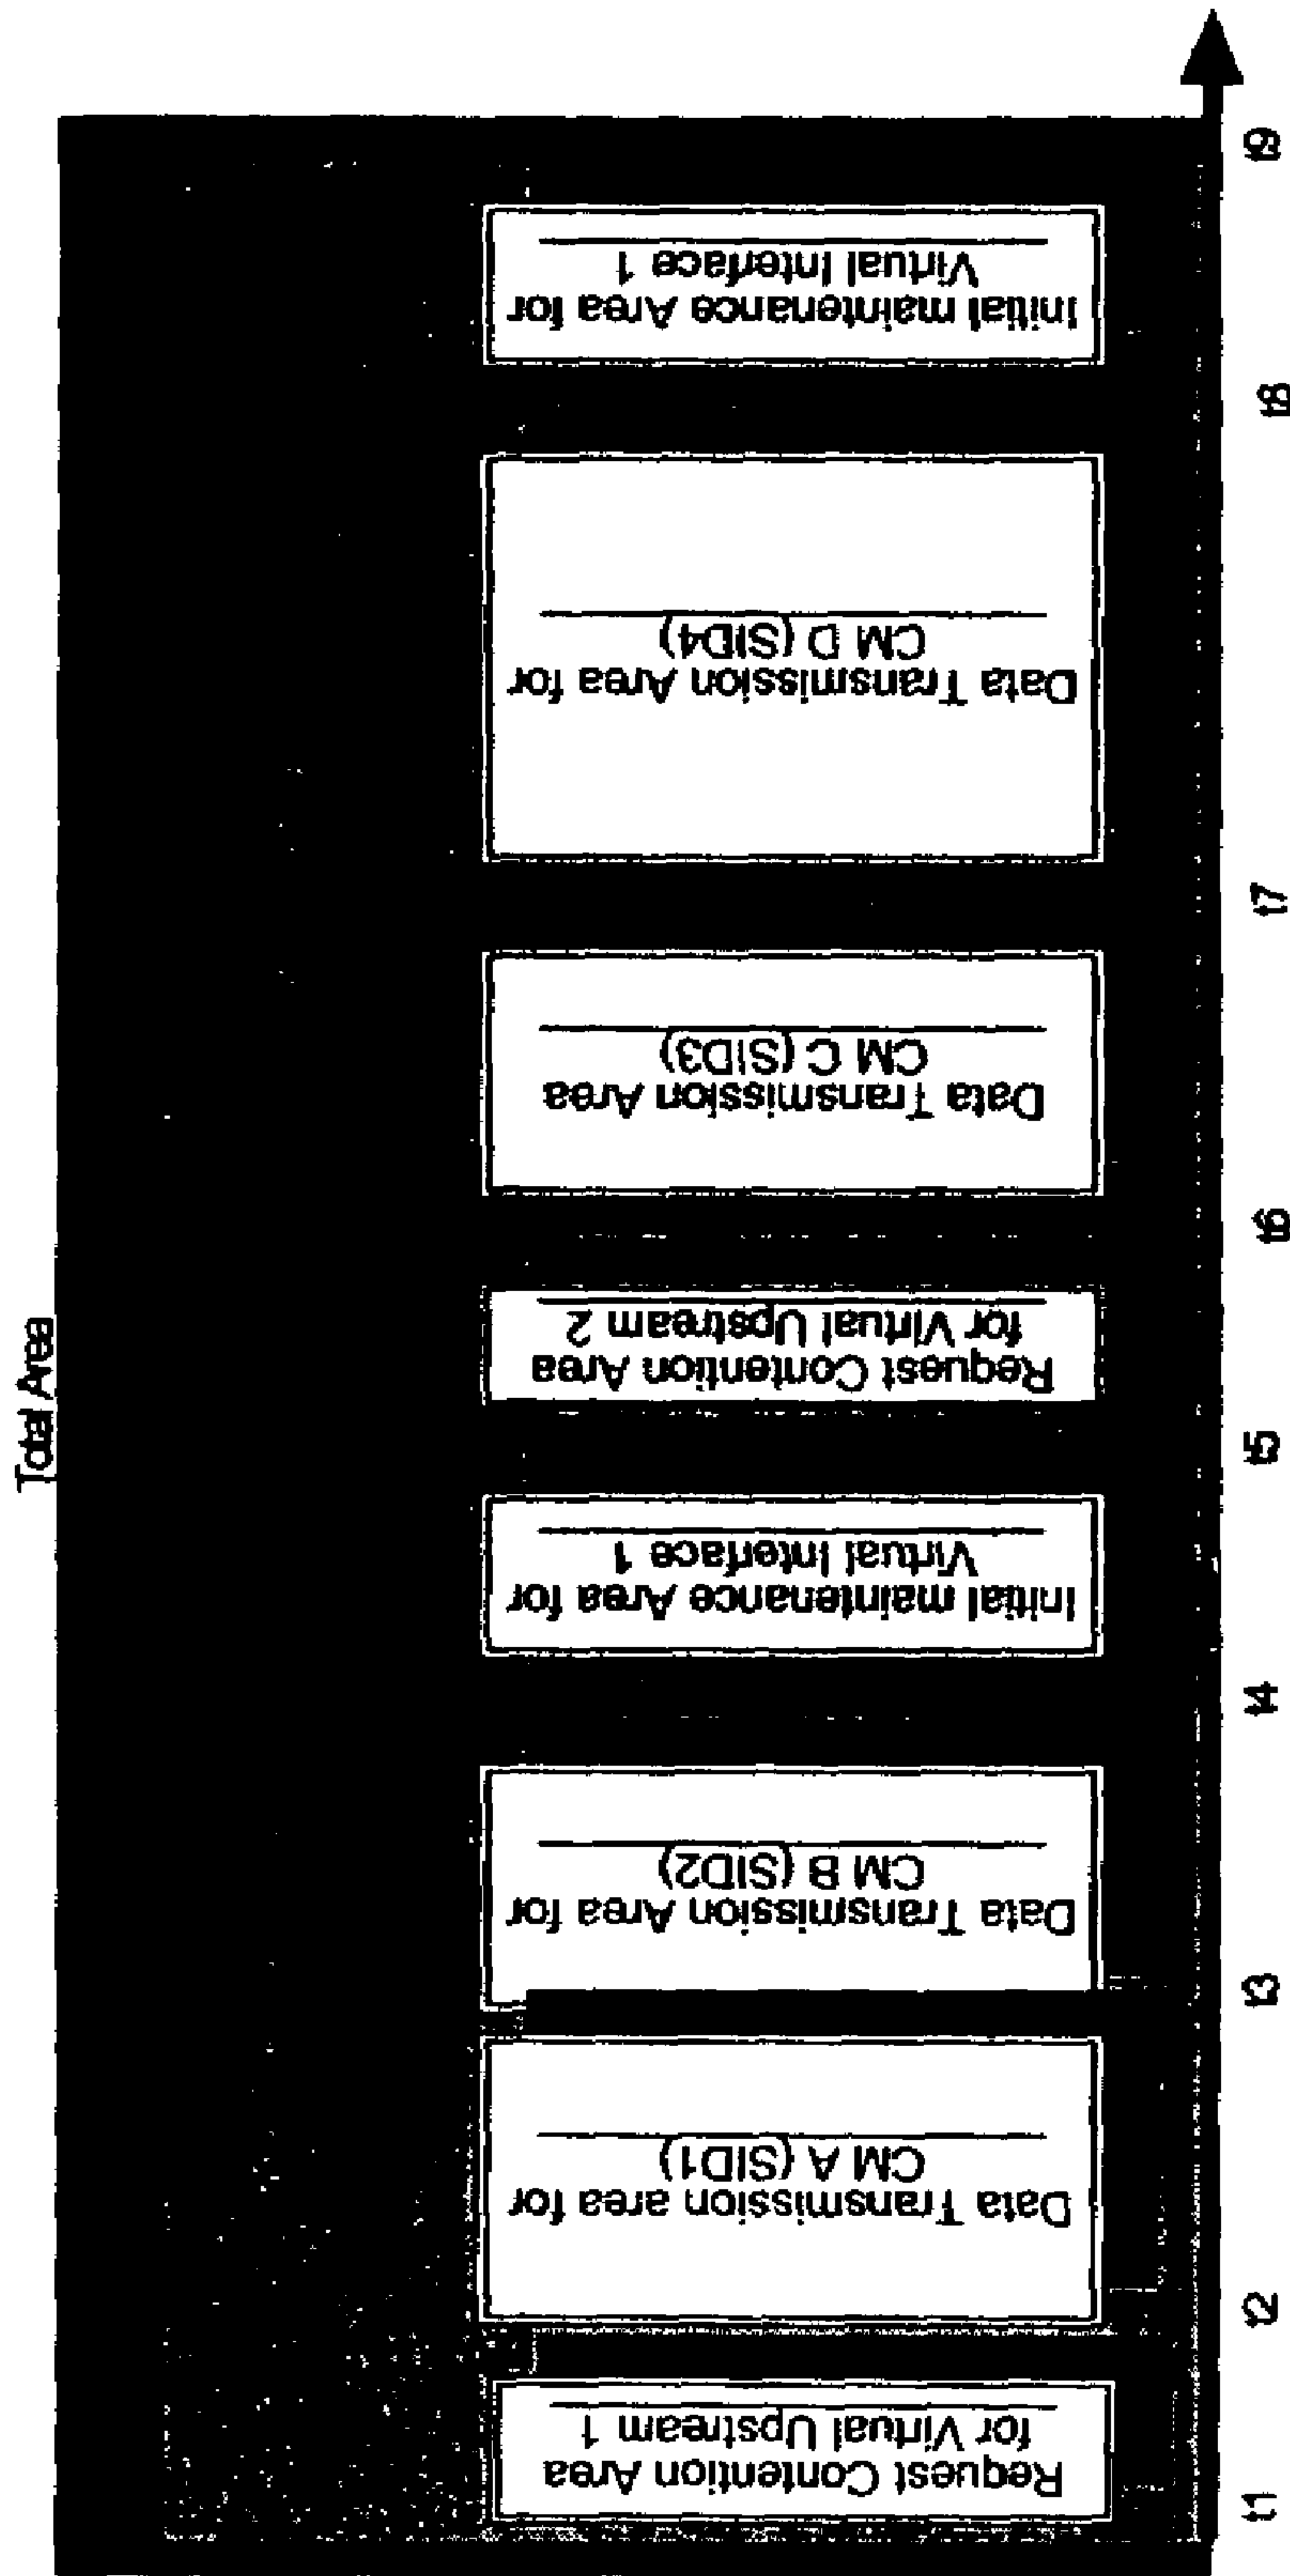 Total Area
Initial maintenance Area for
Virtual Interface 1
Data Transmission Area for
CM D (SID4)
Data Transmission Area
CM C (SID3)
Request Contention Area
for Virtual Upstream 2
Initial maintenance Area for
Virtual Interface 1
Data Transmission Area for
CM B (SID2)
Data Transmission area for
CM A (SID1)
Request Contention Area
for Virtual Upstream 1
t9
t8
t7
t6
t5
t4
t3
t2
t1